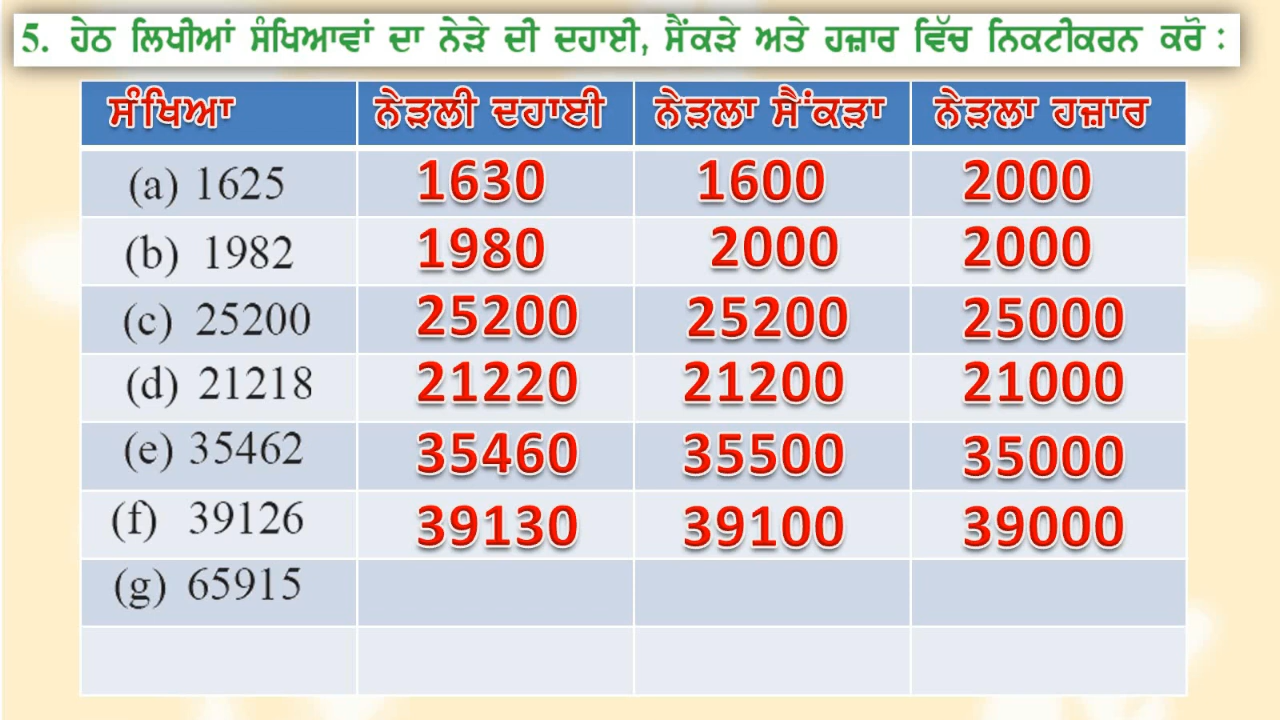 5. ਹੇਠ ਲਿਖੀਆਂ ਸੰਖਿਆਵਾਂ ਦਾ ਨੇੜੇ ਦੀ ਦਹਾਈ, ਸੈਂਕੜੇ ਅਤੇ ਹਜ਼ਾਰ ਵਿੱਚ ਨਿਕਟੀਕਰਨ ਕਰੋ :
ਸੰਖਿਆ ਨੇੜਲੀ ਦਹਾਈ ਨੇੜਲਾ ਸੈਂਕੜਾ ਨੇੜਲਾ ਹਜ਼ਾਰ
(a) 1625 1630 1600 2000
(b) 1982 1980 2000 2000
(c) 25200 25200 25200 25000
(d) 21218 21220 21200 21000
(e) 35462 35460 35500 35000
(f) 39126 39130 39100 39000
(g) 65915